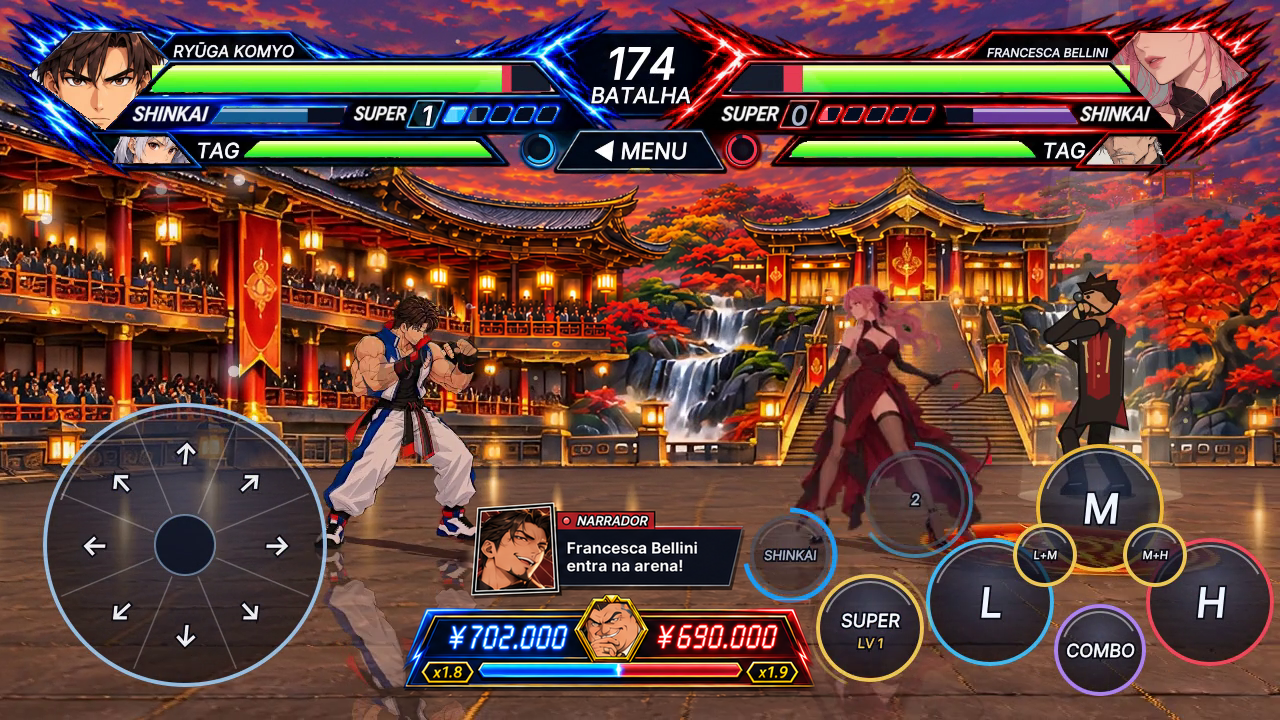 RYŪGA KOMYO
174
BATALHA
FRANCESCA BELLINI
SHINKAI
SUPER 1
SUPER 0
SHINKAI
TAG
◀ MENU
TAG
NARRADOR
Francesca Bellini
entra na arena!
¥702.000
¥690.000
x1.8
x1.9
2
SHINKAI
SUPER
LV 1
M
L+M
M+H
L
H
COMBO